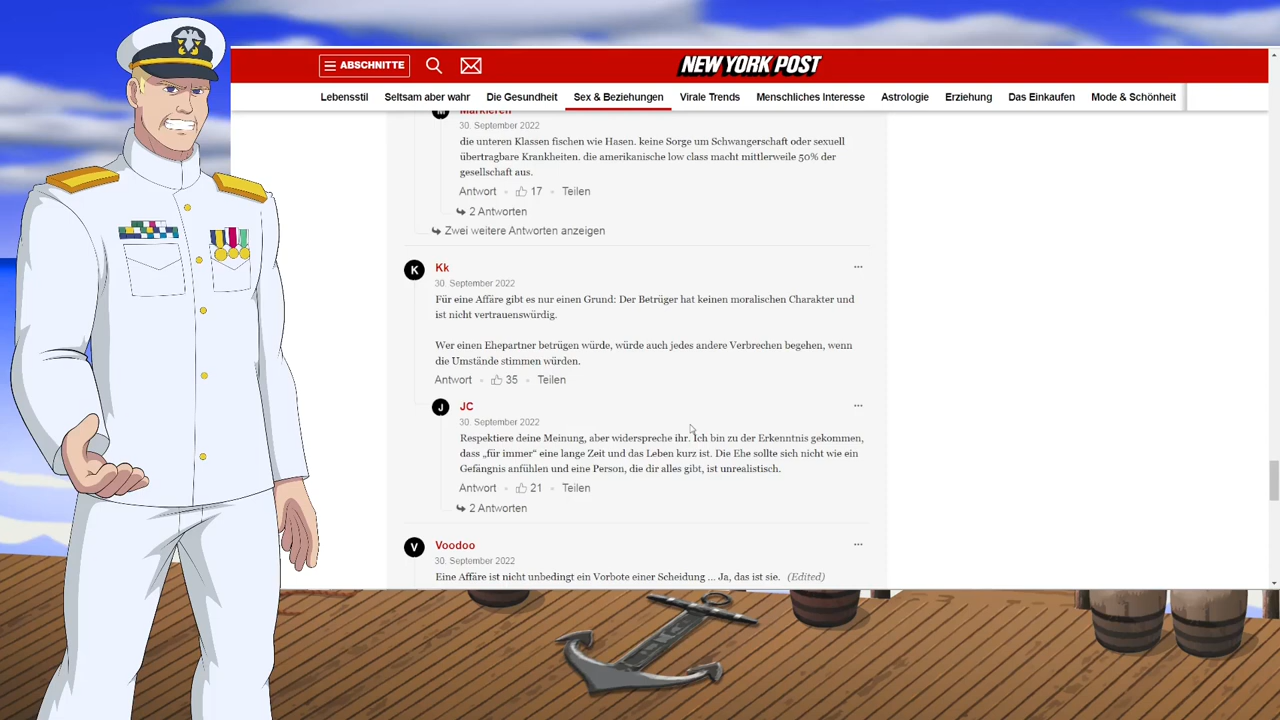 ABSCHNITTE
NEW YORK POST
Lebensstil Seltsam aber wahr Die Gesundheit Sex & Beziehungen Virale Trends Menschliches Interesse Astrologie Erziehung Das Einkaufen Mode & Schönheit
M Markieren
30. September 2022
die unteren Klassen fischen wie Hasen. keine Sorge um Schwangerschaft oder sexuell
übertragbare Krankheiten. die amerikanische low class macht mittlerweile 50% der
gesellschaft aus.
Antwort 17 Teilen
2 Antworten
Zwei weitere Antworten anzeigen
K Kk
30. September 2022
Für eine Affäre gibt es nur einen Grund: Der Betrüger hat keinen moralischen Charakter und
ist nicht vertrauenswürdig.
Wer einen Ehepartner betrügen würde, würde auch jedes andere Verbrechen begehen, wenn
die Umstände stimmen würden.
Antwort 35 Teilen
J JC
30. September 2022
Respektiere deine Meinung, aber widerspreche ihr. Ich bin zu der Erkenntnis gekommen,
dass „für immer“ eine lange Zeit und das Leben kurz ist. Die Ehe sollte sich nicht wie ein
Gefängnis anfühlen und eine Person, die dir alles gibt, ist unrealistisch.
Antwort 21 Teilen
2 Antworten
V Voodoo
30. September 2022
Eine Affäre ist nicht unbedingt ein Vorbote einer Scheidung ... Ja, das ist sie. (Edited)